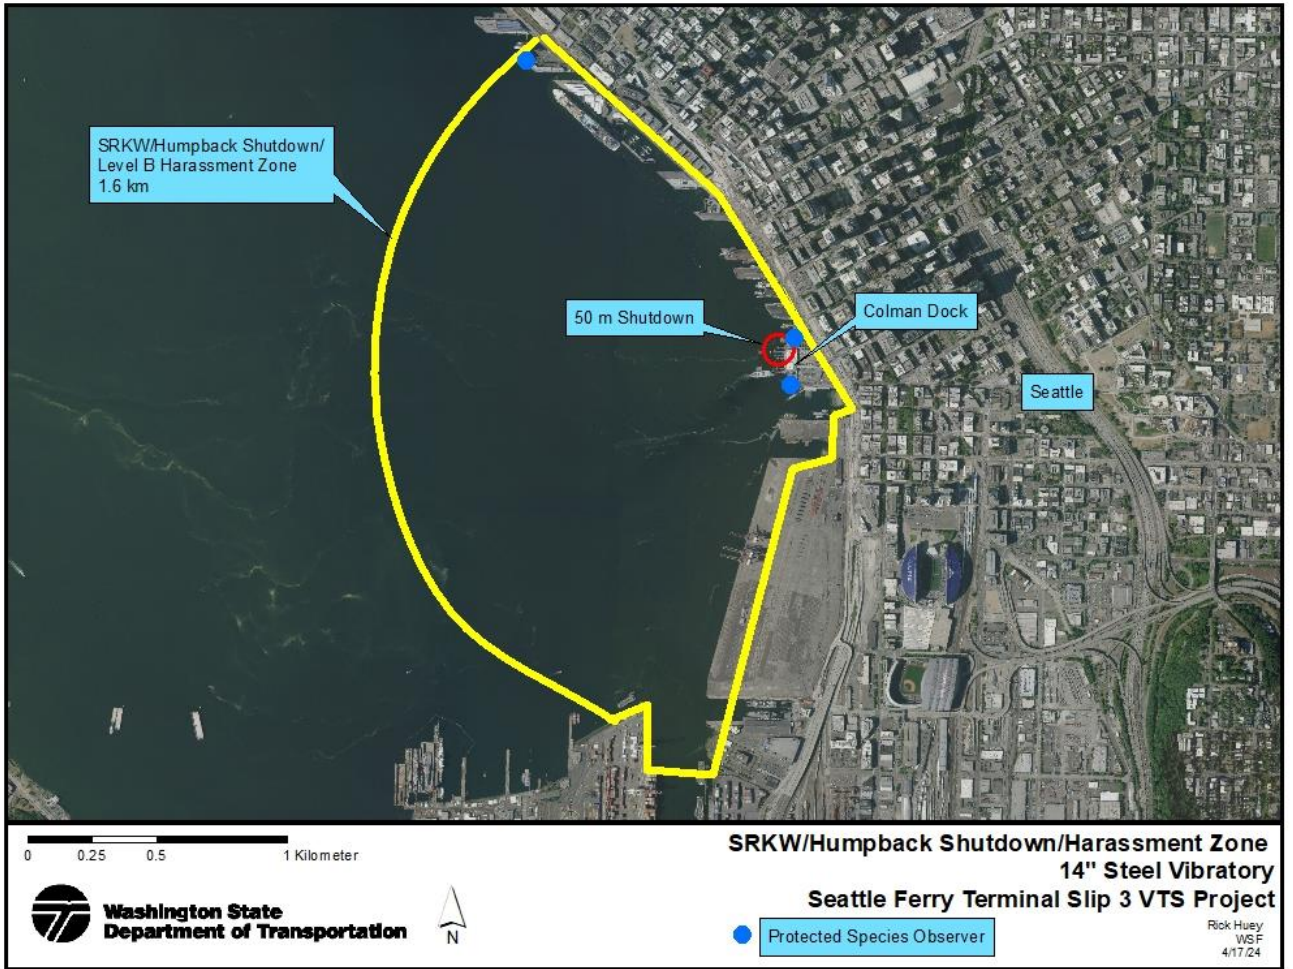 SRKW/Humpback Shutdown/
Level B Harassment Zone
1.6 km
50 m Shutdown
Colman Dock
Seattle
0 0.25 0.5 1 Kilometer
Washington State
Department of Transportation
N
SRKW/Humpback Shutdown/Harassment Zone
14" Steel Vibratory
Seattle Ferry Terminal Slip 3 VTS Project
Protected Species Observer
Rick Huey
WSF
4/17/24